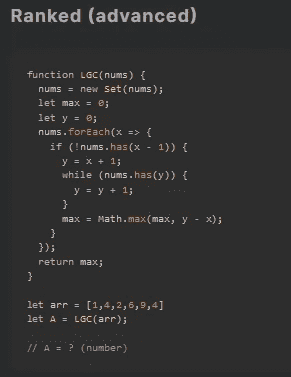 Ranked (advanced)
function LGC(nums) {
nums = new Set(nums);
let max = 0;
let y = 0;
nums.forEach(x => {
if (!nums.has(x - 1)) {
y = x + 1;
while (nums.has(y)) {
y = y + 1;
}
max = Math.max(max, y - x);
}
});
return max;
}
let arr = [1,4,2,6,9,4]
let A = LGC(arr);
// A = ? (number)